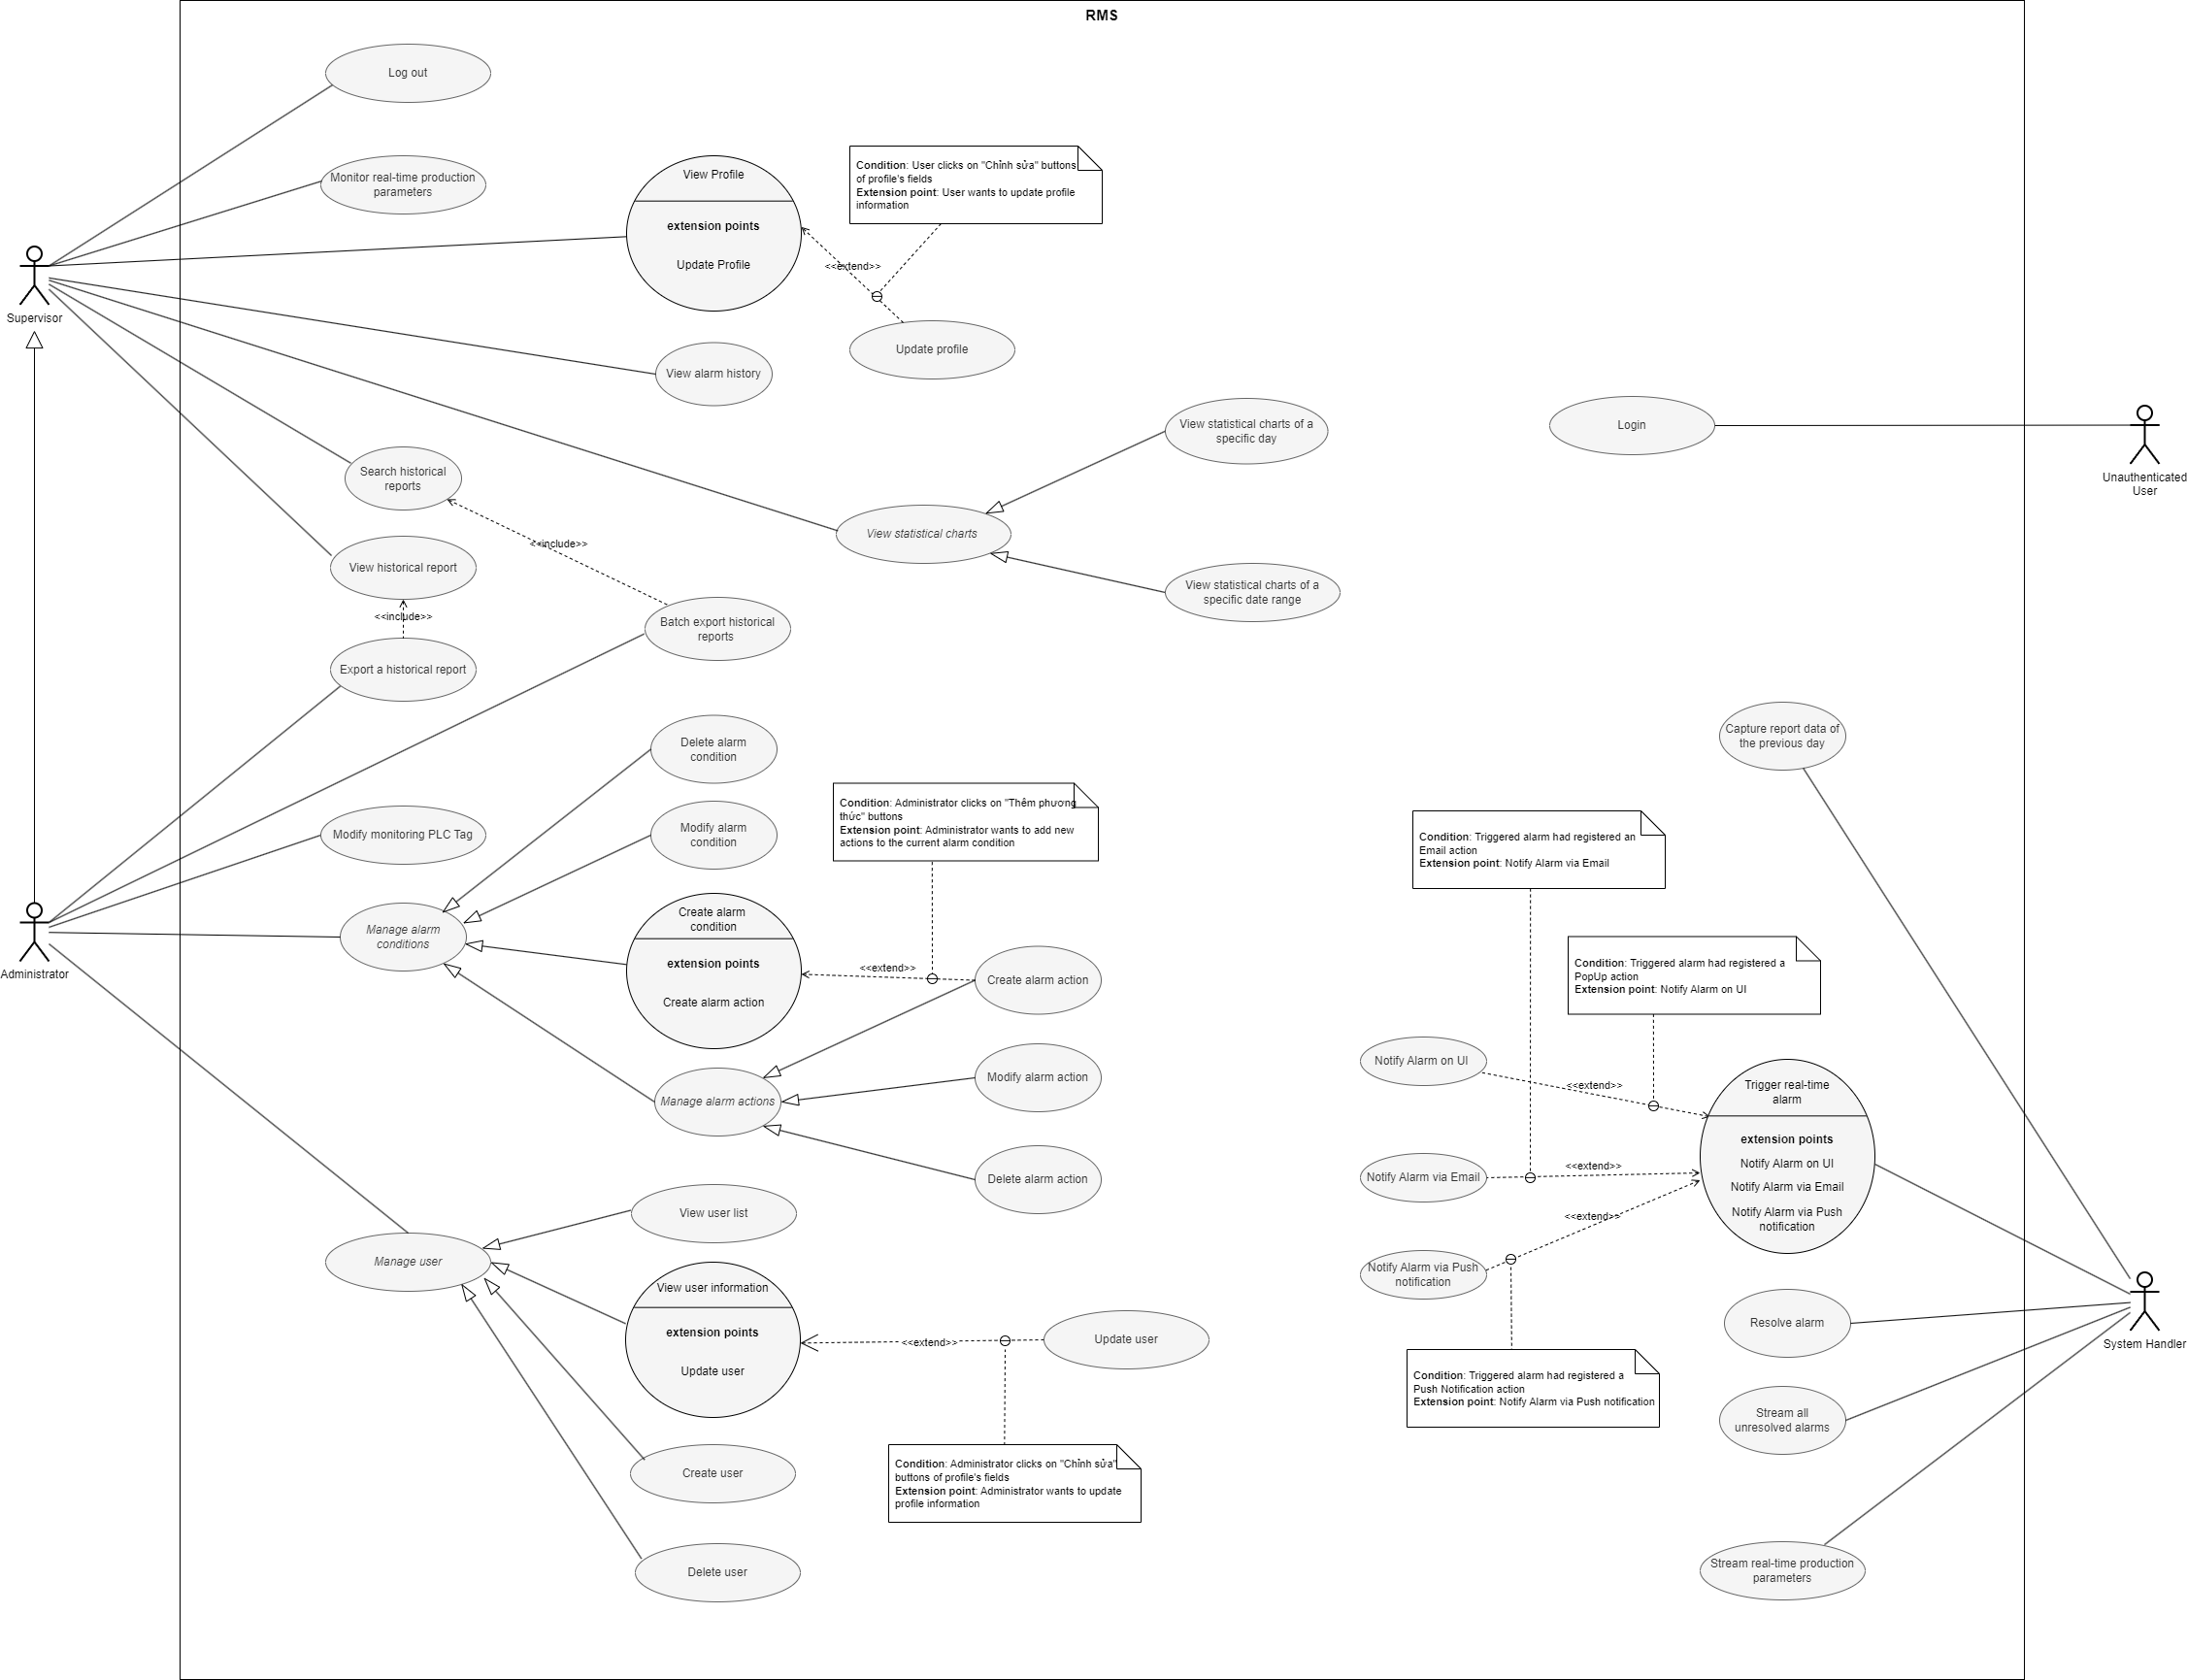 RMS
Log out
Monitor real-time production
parameters
View Profile
extension points
Update Profile
Condition: User clicks on "Chỉnh sửa" buttons
of profile's fields
Extension point: User wants to update profile
information
<<extend>>
Update profile
Supervisor
View alarm history
View statistical charts of a
specific day
Login
Unauthenticated
User
Search historical
reports
<<include>>
View statistical charts
View historical report
View statistical charts of a
specific date range
<<include>>
Batch export historical
reports
Export a historical report
Capture report data of
the previous day
Delete alarm
condition
Modify monitoring PLC Tag
Modify alarm
condition
Condition: Administrator clicks on "Thêm phương
thức" buttons
Extension point: Administrator wants to add new
actions to the current alarm condition
Condition: Triggered alarm had registered an
Email action
Extension point: Notify Alarm via Email
Administrator
Manage alarm
conditions
Create alarm
condition
extension points
Create alarm action
<<extend>>
Create alarm action
Condition: Triggered alarm had registered a
PopUp action
Extension point: Notify Alarm on UI
Manage alarm actions
Modify alarm action
Delete alarm action
Notify Alarm on UI
<<extend>>
Trigger real-time
alarm
extension points
Notify Alarm on UI
Notify Alarm via Email
Notify Alarm via Push
notification
Notify Alarm via Email
<<extend>>
<<extend>>
Notify Alarm via Push
notification
View user list
Manage user
View user information
extension points
Update user
<<extend>>
Update user
Resolve alarm
System Handler
Condition: Triggered alarm had registered a
Push Notification action
Extension point: Notify Alarm via Push notification
Stream all
unresolved alarms
Create user
Condition: Administrator clicks on "Chỉnh sửa"
buttons of profile's fields
Extension point: Administrator wants to update
profile information
Delete user
Stream real-time production
parameters